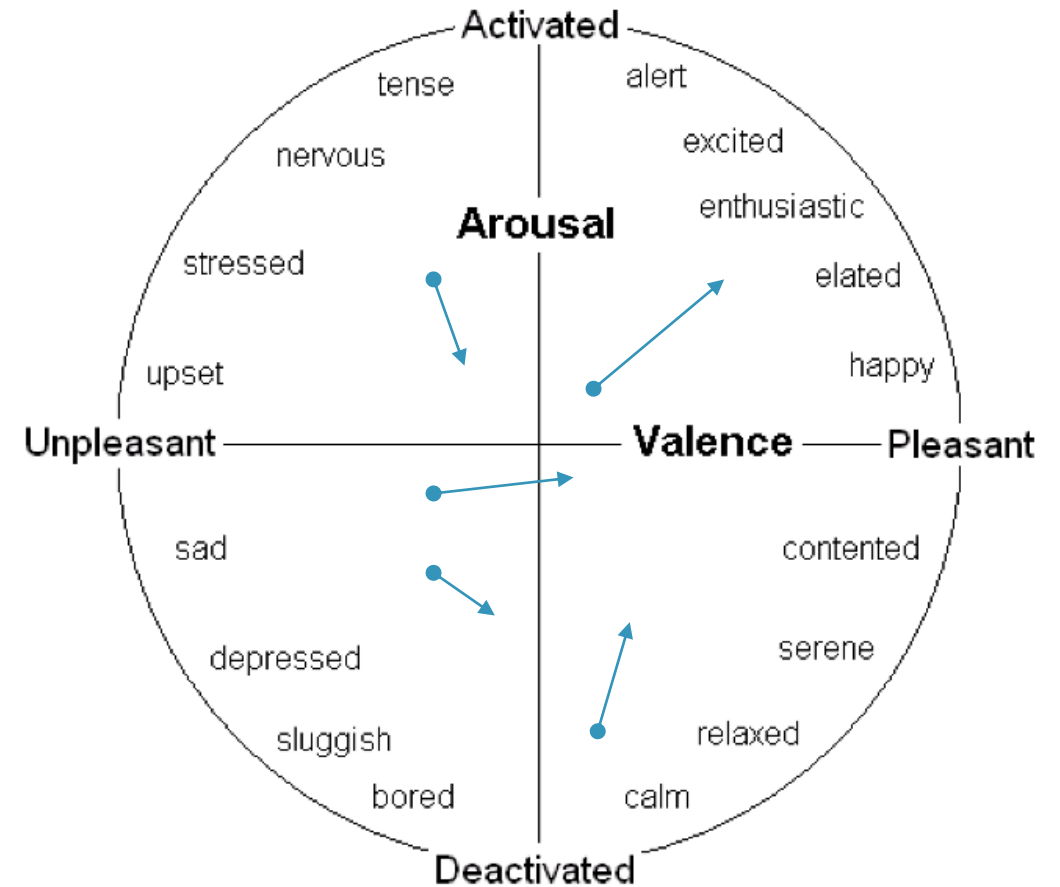 Activated
tense
alert
nervous
excited
enthusiastic
Arousal
stressed
elated
upset
happy
Unpleasant
Valence
Pleasant
sad
contented
depressed
serene
sluggish
relaxed
bored
calm
Deactivated